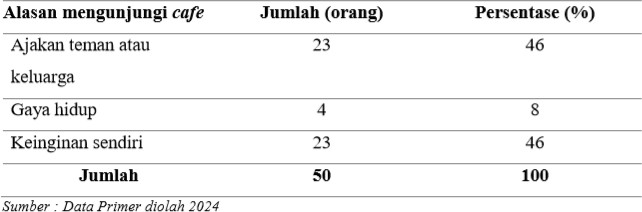 Alasan mengunjungi cafe Jumlah (orang) Persentase (%)
Ajakan teman atau 23 46
keluarga
Gaya hidup 4 8
Keinginan sendiri 23 46
Jumlah 50 100
Sumber : Data Primer diolah 2024